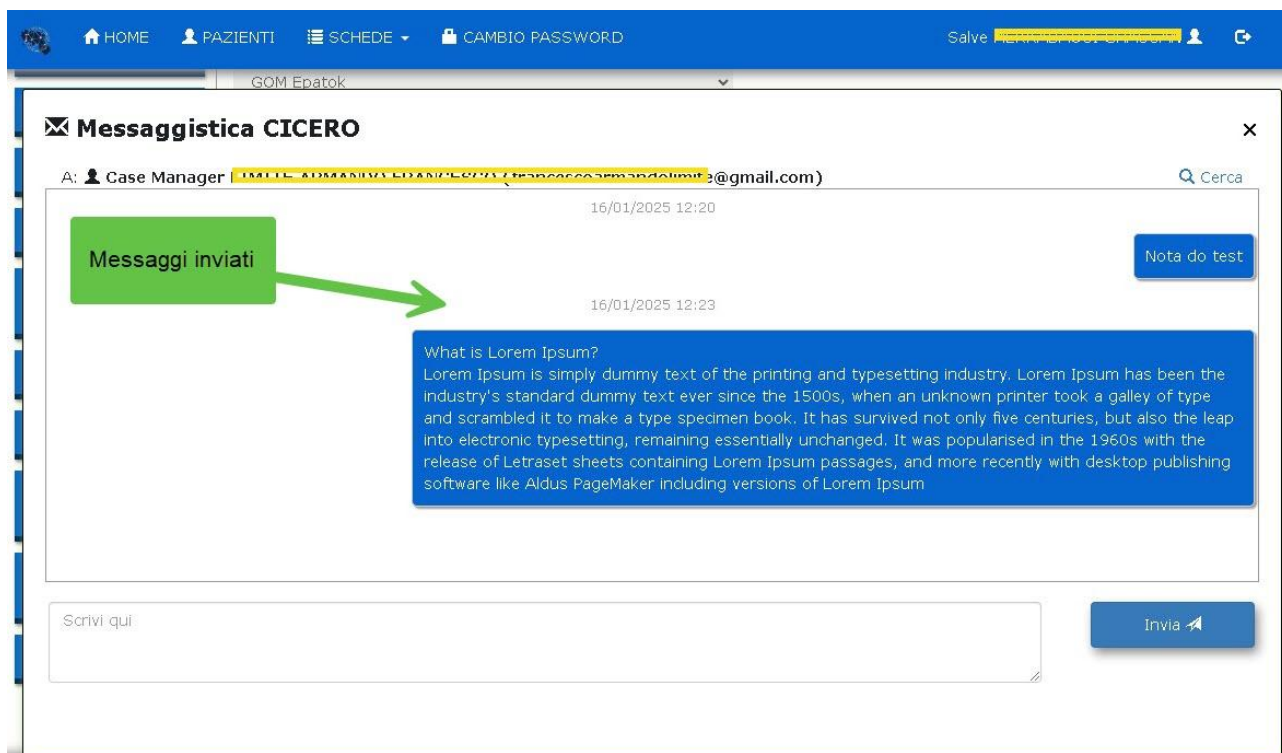 HOME PAZIENTI SCHEDE CAMBIO PASSWORD Salve
GOM Epatok
Messaggistica CICERO ×
A: Case Manager @gmail.com) Cerca
16/01/2025 12:20
Messaggi inviati
Nota do test
16/01/2025 12:23
What is Lorem Ipsum?
Lorem Ipsum is simply dummy text of the printing and typesetting industry. Lorem Ipsum has been the
industry's standard dummy text ever since the 1500s, when an unknown printer took a galley of type
and scrambled it to make a type specimen book. It has survived not only five centuries, but also the leap
into electronic typesetting, remaining essentially unchanged. It was popularised in the 1960s with the
release of Letraset sheets containing Lorem Ipsum passages, and more recently with desktop publishing
software like Aldus PageMaker including versions of Lorem Ipsum
Scrivi qui
Invia